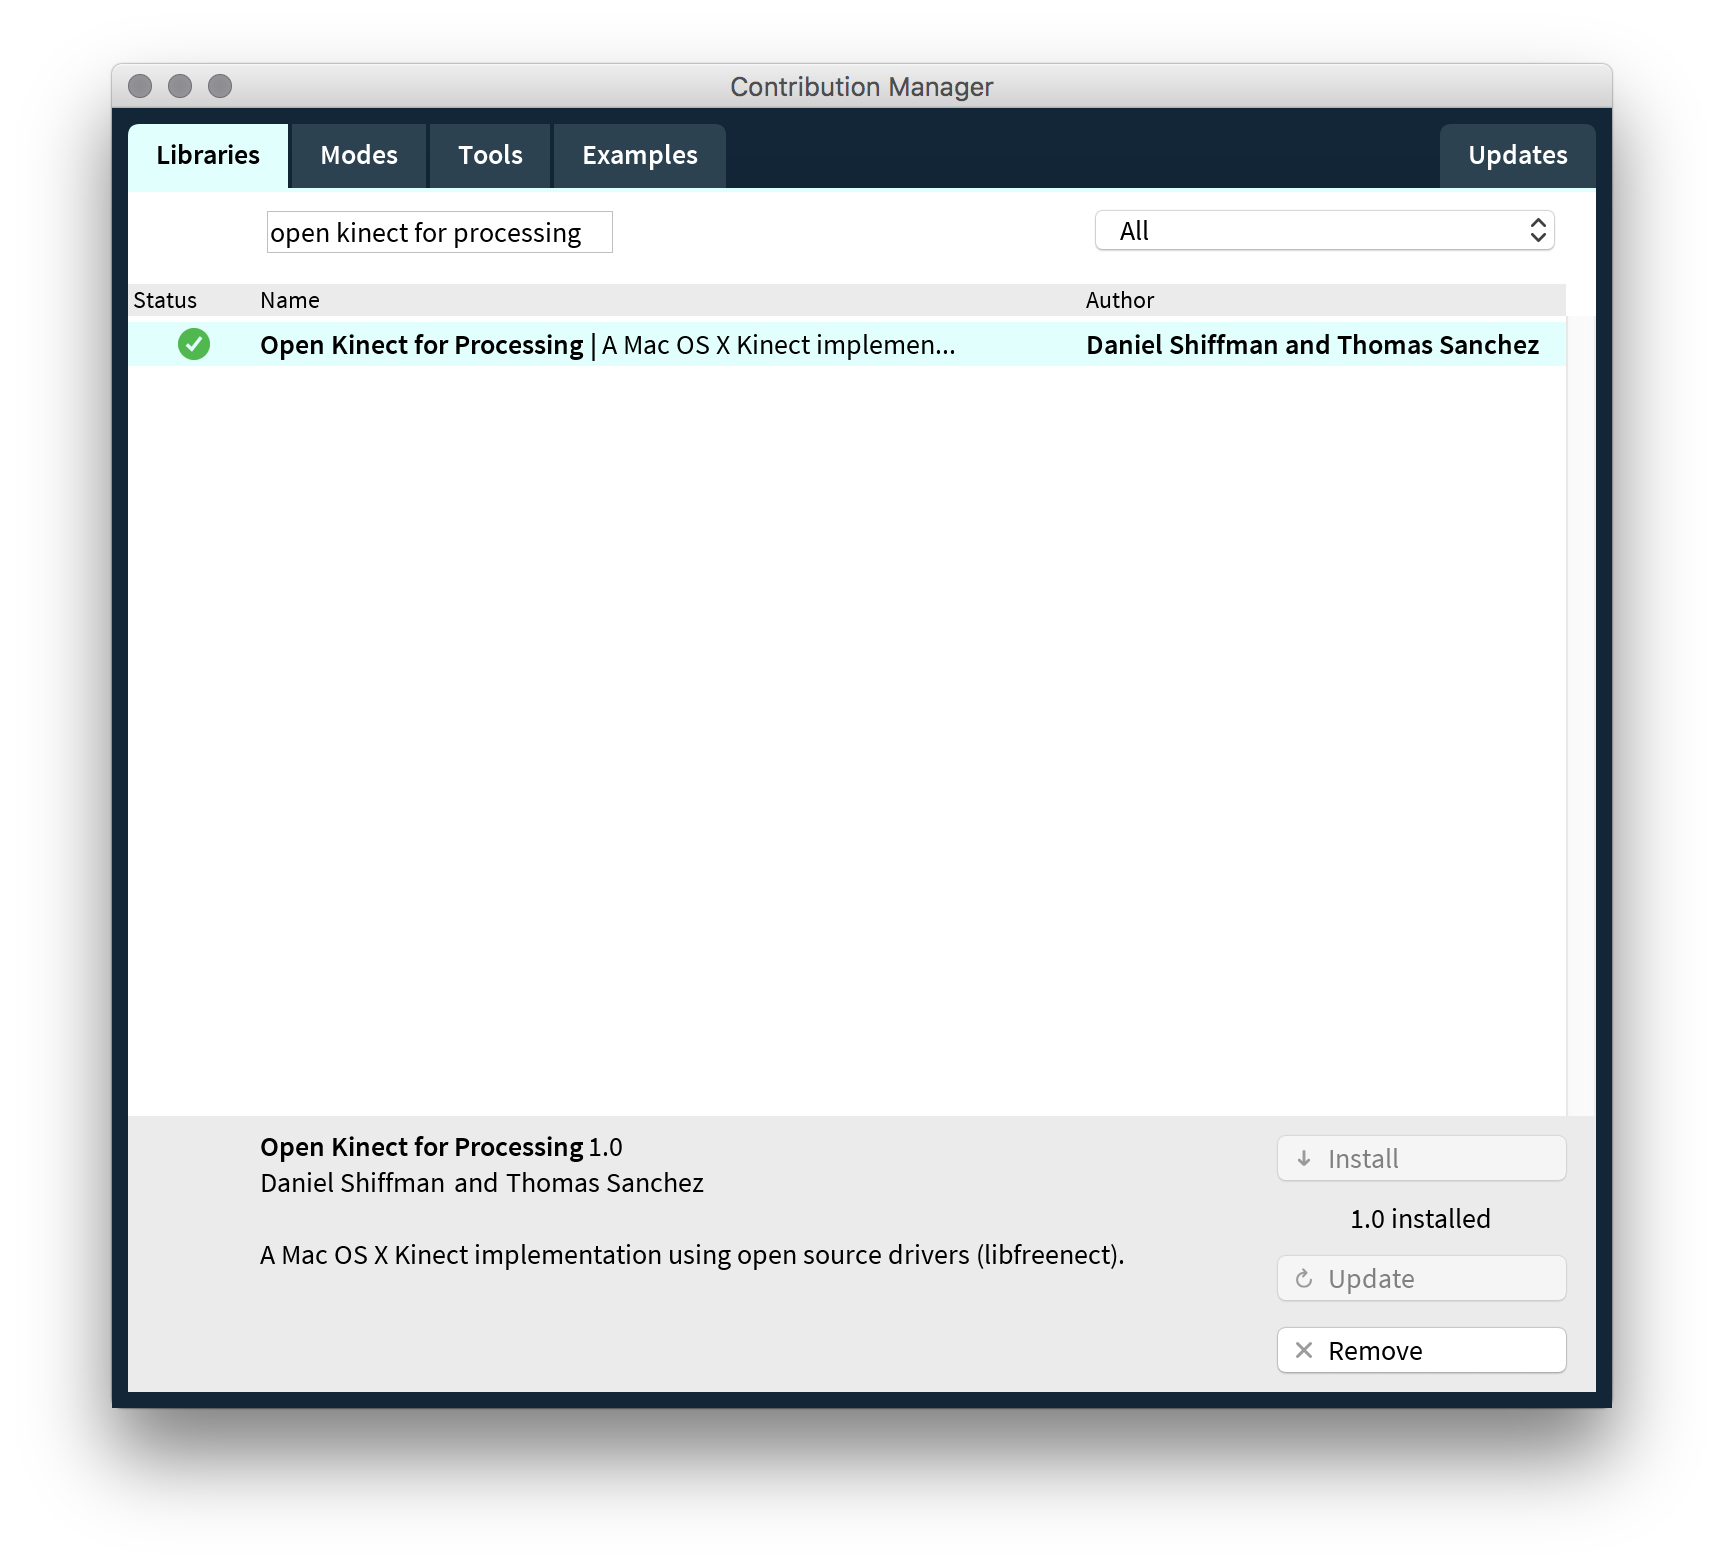 Contribution Manager
Libraries Modes Tools Examples Updates
open kinect for processing All
Status Name Author
Open Kinect for Processing | A Mac OS X Kinect implemen... Daniel Shiffman and Thomas Sanchez
Open Kinect for Processing 1.0
Daniel Shiffman and Thomas Sanchez
A Mac OS X Kinect implementation using open source drivers (libfreenect).
Install
1.0 installed
Update
Remove